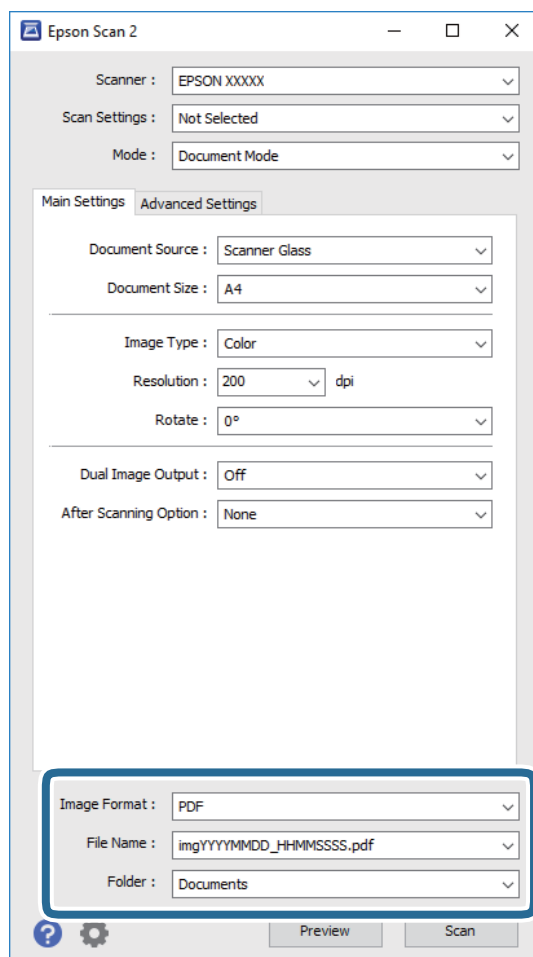 Epson Scan 2
Scanner : EPSON XXXXX
Scan Settings : Not Selected
Mode : Document Mode
Main Settings Advanced Settings
Document Source : Scanner Glass
Document Size : A4
Image Type : Color
Resolution : 200 dpi
Rotate : 0°
Dual Image Output : Off
After Scanning Option : None
Image Format : PDF
File Name : imgYYYYMMDD_HHMMSSSS.pdf
Folder : Documents
? Preview Scan